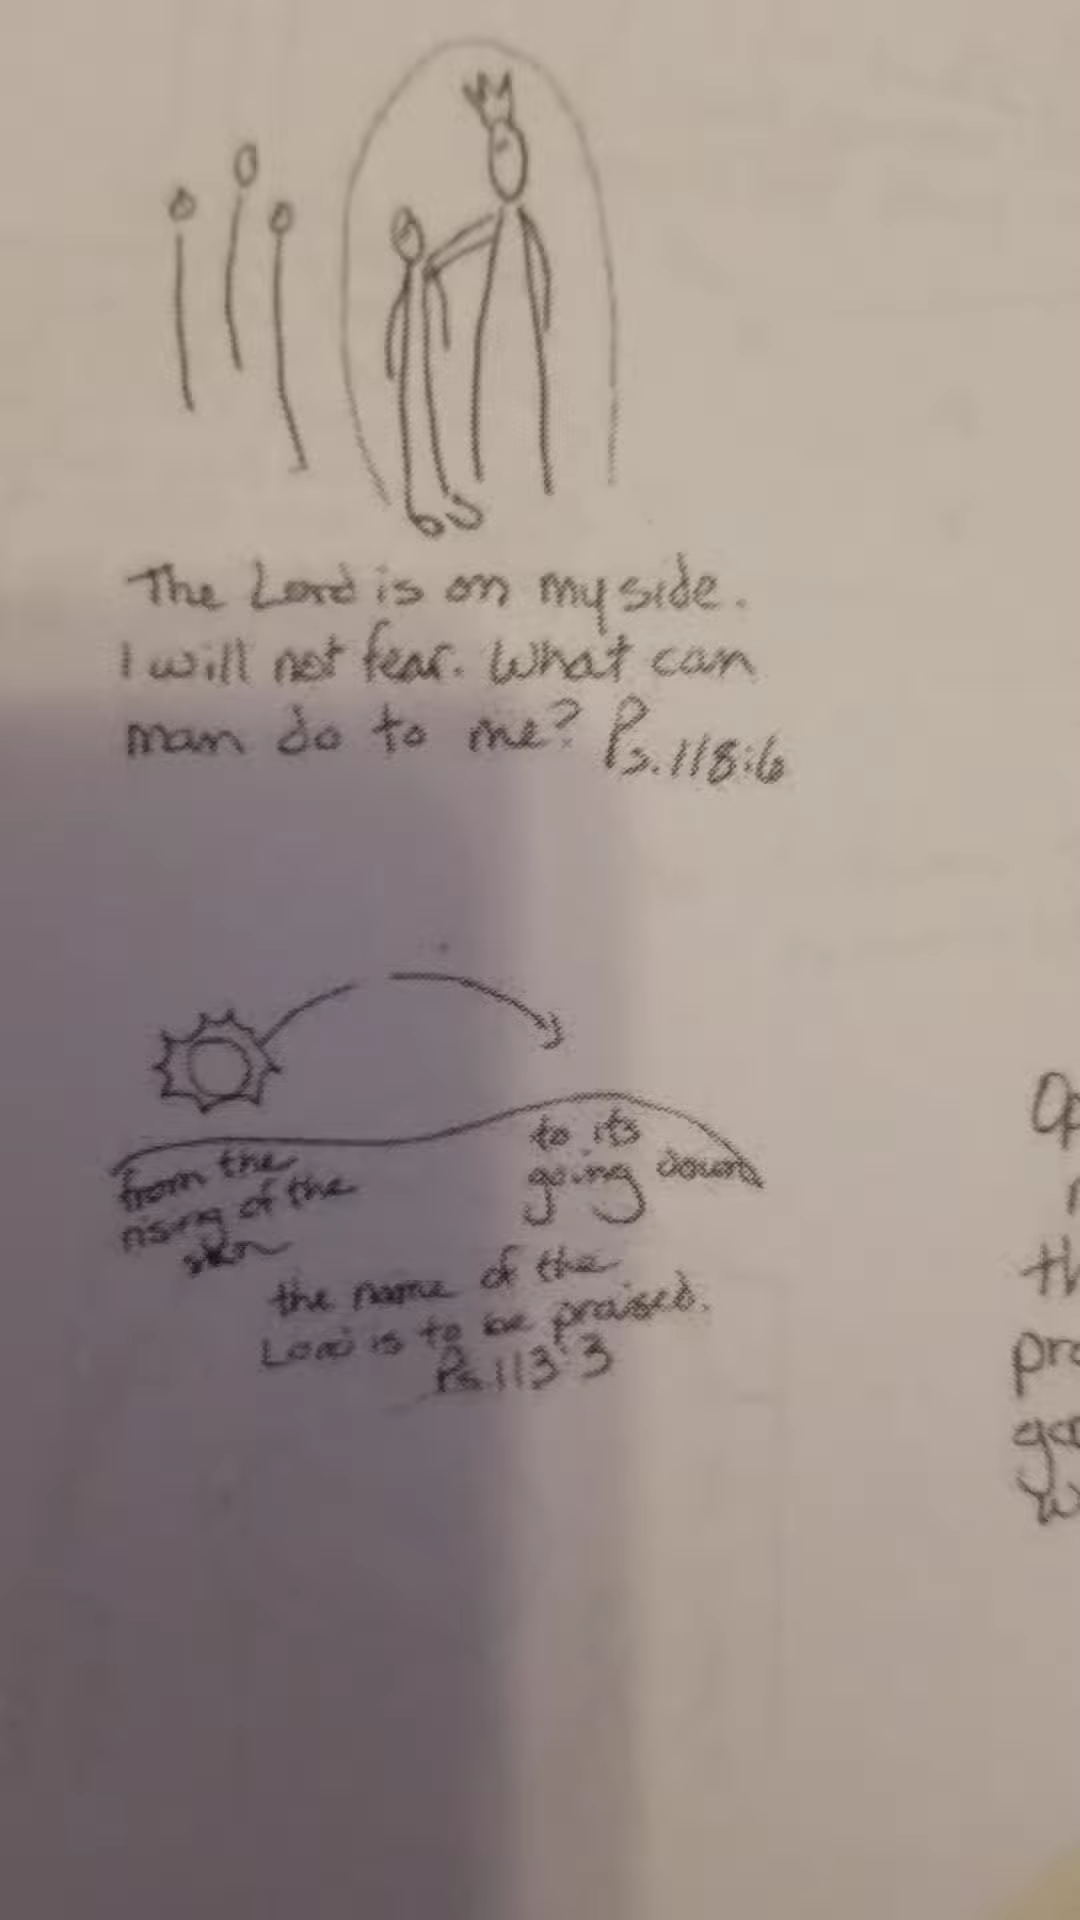 The Lord is on my side.
I will not fear. What can
man do to me? Ps. 118:6
from the
rising of the
sun
to its
going down
the name of the
Lord is to be praised.
Ps. 113:3